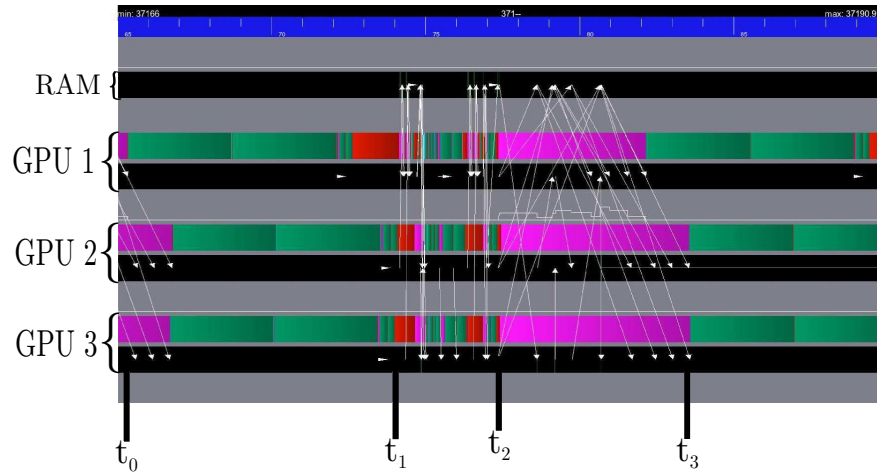 min: 37166 371— max: 37190.9
65 70 75 80 85
RAM
GPU 1
GPU 2
GPU 3
t₀ t₁ t₂ t₃